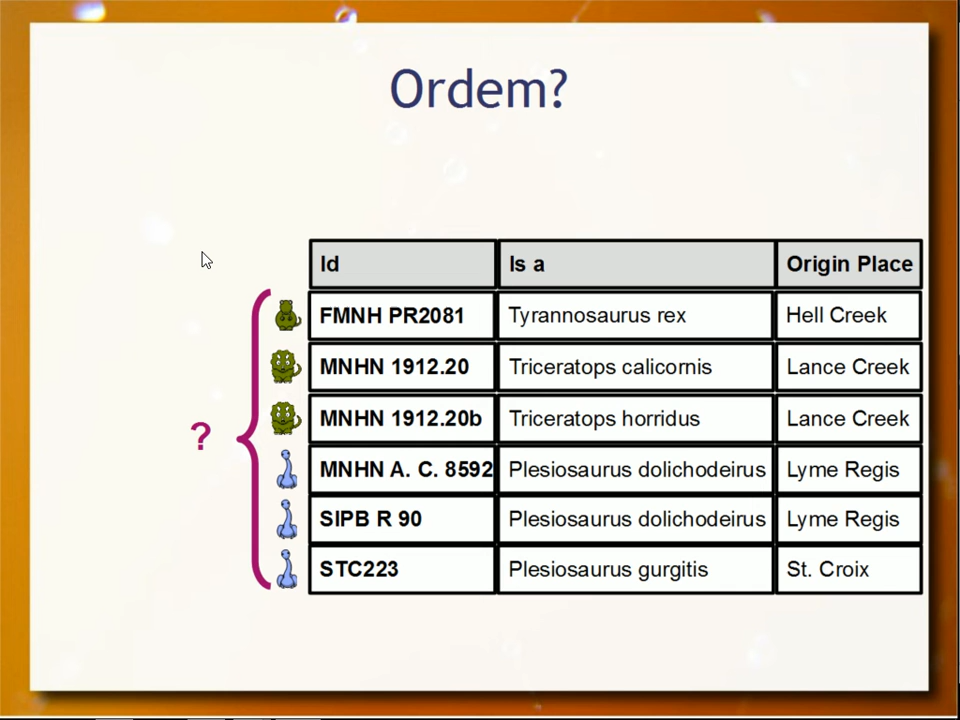 Ordem?
Id Is a Origin Place
FMNH PR2081 Tyrannosaurus rex Hell Creek
MNHN 1912.20 Triceratops calicornis Lance Creek
MNHN 1912.20b Triceratops horridus Lance Creek
?
MNHN A. C. 8592 Plesiosaurus dolichodeirus Lyme Regis
SIPB R 90 Plesiosaurus dolichodeirus Lyme Regis
STC223 Plesiosaurus gurgitis St. Croix